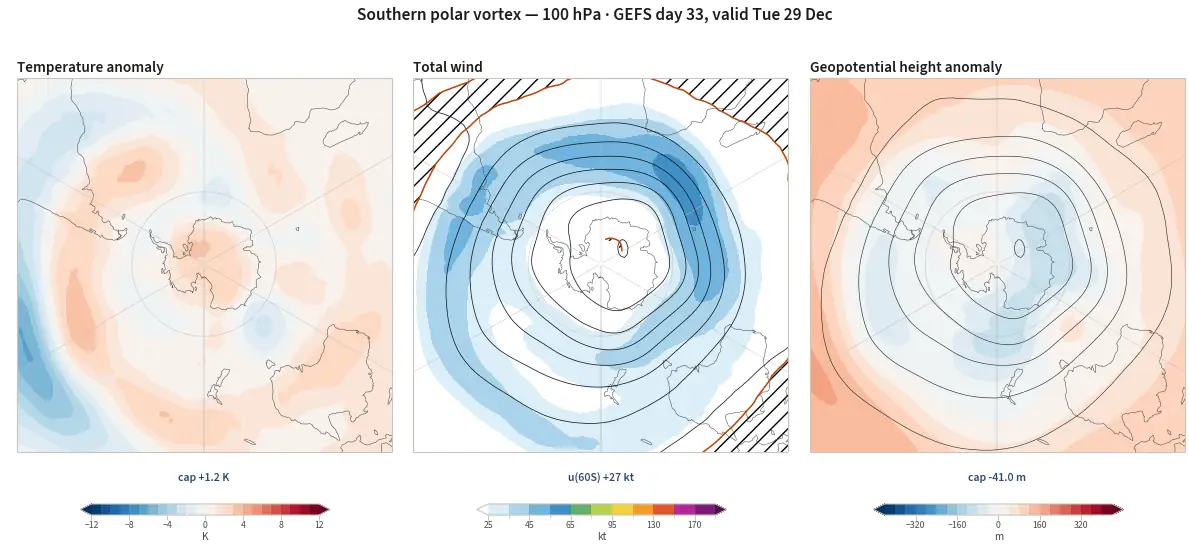 Southern polar vortex — 100 hPa · GEFS day 33, valid Tue 29 Dec
Temperature anomaly
Total wind
Geopotential height anomaly
cap +1.2 K
u(60S) +27 kt
cap -41.0 m
−12 −8 −4 0 4 8 12
K
25 45 65 95 130 170
kt
−320 −160 0 160 320
m